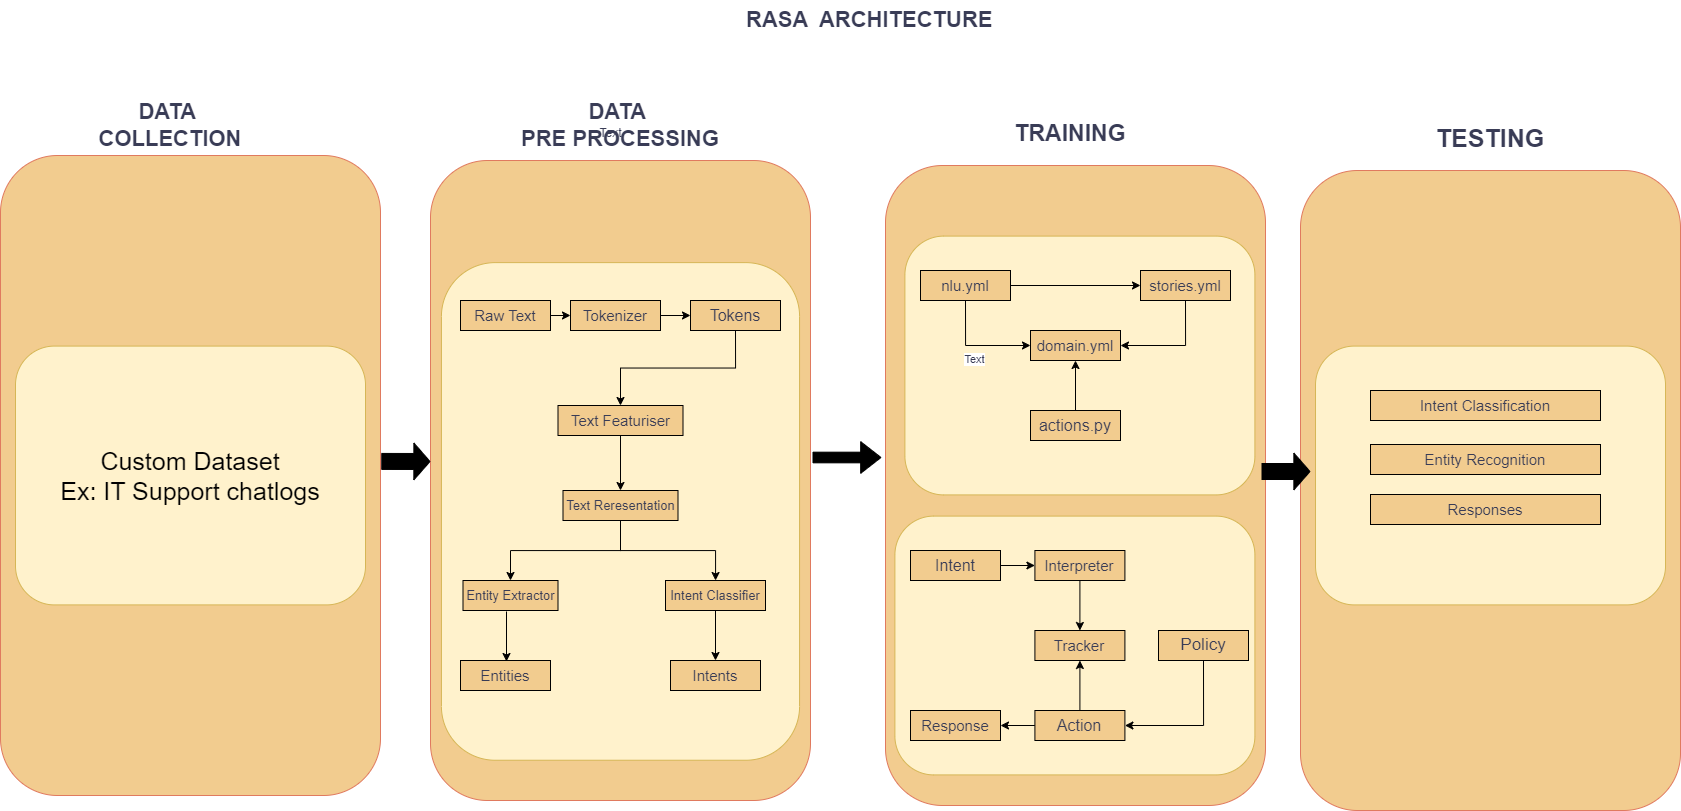 RASA  ARCHITECTURE
DATA
COLLECTION
Custom Dataset
Ex: IT Support chatlogs
DATA
PRE PROCESSING
Text
Raw Text
Tokenizer
Tokens
Text Featuriser
Text Reresentation
Entity Extractor
Intent Classifier
Entities
Intents
TRAINING
nlu.yml
stories.yml
domain.yml
Text
actions.py
Intent
Interpreter
Tracker
Policy
Response
Action
TESTING
Intent Classification
Entity Recognition
Responses